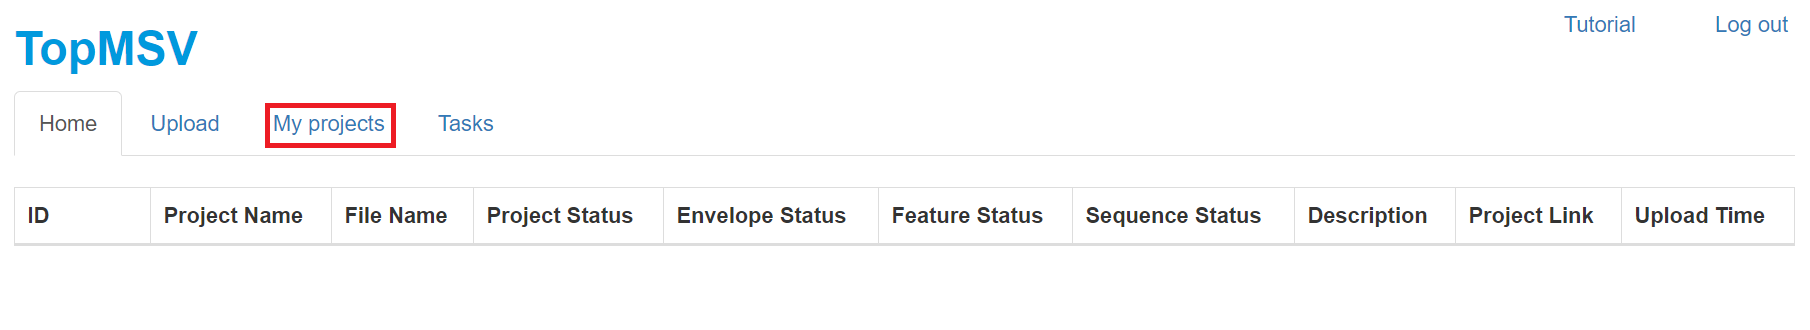 Tutorial Log out
TopMSV
Home Upload My projects Tasks
ID Project Name File Name Project Status Envelope Status Feature Status Sequence Status Description Project Link Upload Time